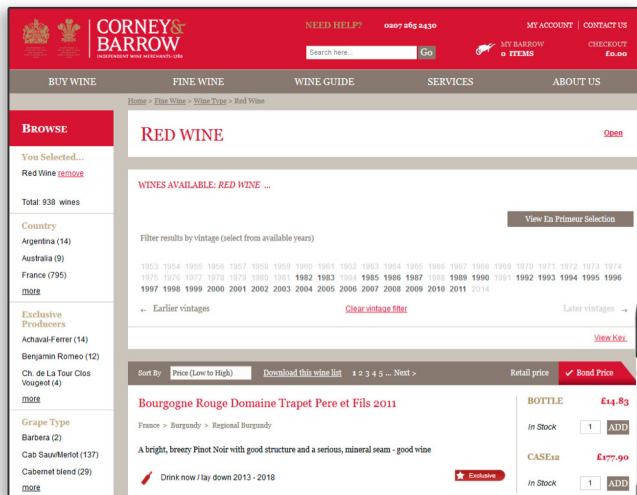 CORNEY&
BARROW
INDEPENDENT WINE MERCHANTS 1780
NEED HELP? 0207 265 2430
MY ACCOUNT | CONTACT US
Search here... Go
MY BARROW
0 ITEMS
CHECKOUT
£0.00
BUY WINE FINE WINE WINE GUIDE SERVICES ABOUT US
Home > Fine Wine > Wine Type > Red Wine
BROWSE
You Selected...
Red Wine remove
Total: 938 wines
Country
Argentina (14)
Australia (9)
France (795)
more
Exclusive
Producers
Achaval-Ferrer (14)
Benjamin Romeo (12)
Ch. de La Tour Clos
Vougeot (4)
more
Grape Type
Barbera (2)
Cab Sauv/Merlot (137)
Cabernet blend (29)
more
RED WINE
Open
WINES AVAILABLE: RED WINE ...
View En Primeur Selection
Filter results by vintage (select from available years)
1953 1954 1955 1956 1957 1958 1959 1960 1961 1962 1963 1964 1965 1966 1967 1968 1969 1970 1971 1972 1973 1974
1975 1976 1977 1978 1979 1980 1981 1982 1983 1984 1985 1986 1987 1988 1989 1990 1991 1992 1993 1994 1995 1996
1997 1998 1999 2000 2001 2002 2003 2004 2005 2006 2007 2008 2009 2010 2011 2014
← Earlier vintages Clear vintage filter Later vintages →
View Key
Sort By Price (Low to High) Download this wine list 1 2 3 4 5 ... Next > Retail price ✓ Bond Price
Bourgogne Rouge Domaine Trapet Pere et Fils 2011
France > Burgundy > Regional Burgundy
A bright, breezy Pinot Noir with good structure and a serious, mineral seam - good wine
Drink now / lay down 2013 - 2018
Exclusive
BOTTLE £14.83
In Stock 1 ADD
CASE12 £177.90
In Stock 1 ADD